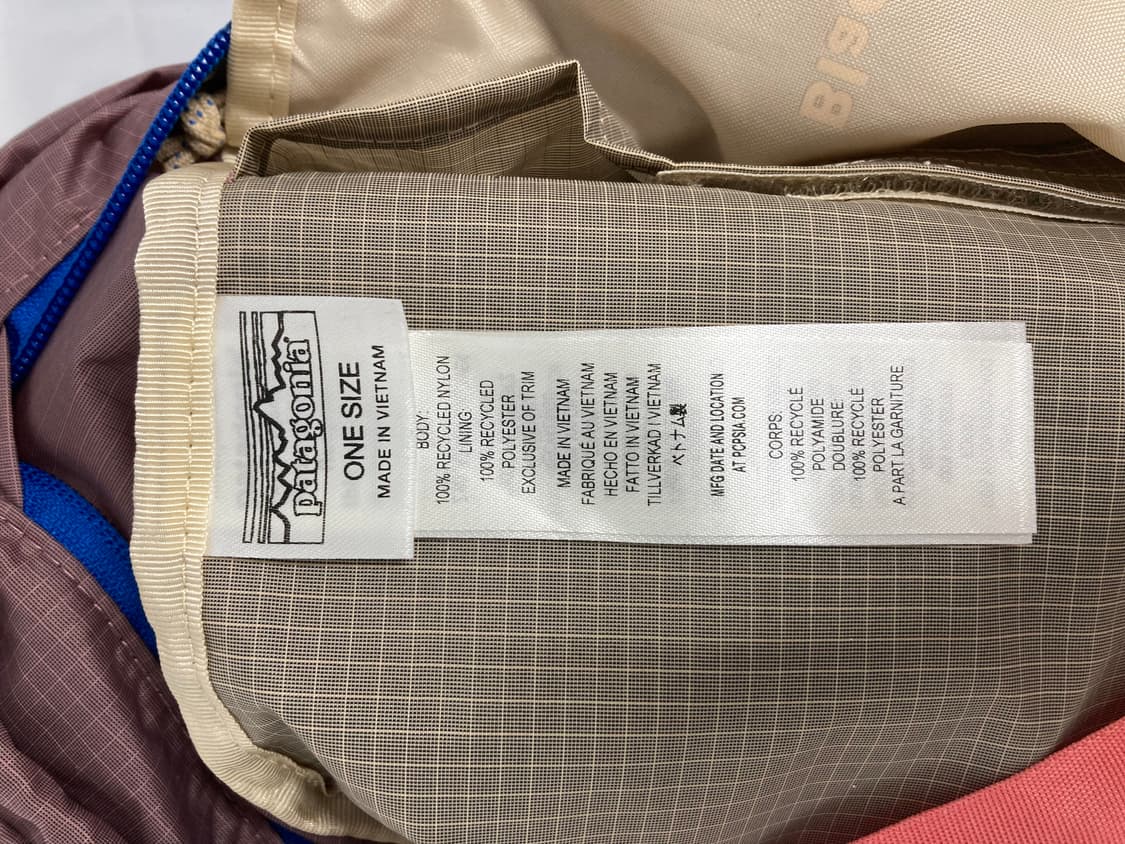 patagonia®
ONE SIZE
MADE IN VIETNAM
BODY:
100% RECYCLED NYLON
LINING:
100% RECYCLED
POLYESTER
EXCLUSIVE OF TRIM
MADE IN VIETNAM
FABRIQUÉ AU VIETNAM
HECHO EN VIETNAM
FATTO IN VIETNAM
TILLVERKAD I VIETNAM
ベトナム製
MFG DATE AND LOCATION
AT PCPSIA.COM
CORPS:
100% RECYCLÉ
POLYAMIDE
DOUBLURE:
100% RECYCLÉ
POLYESTER
A PART LA GARNITURE